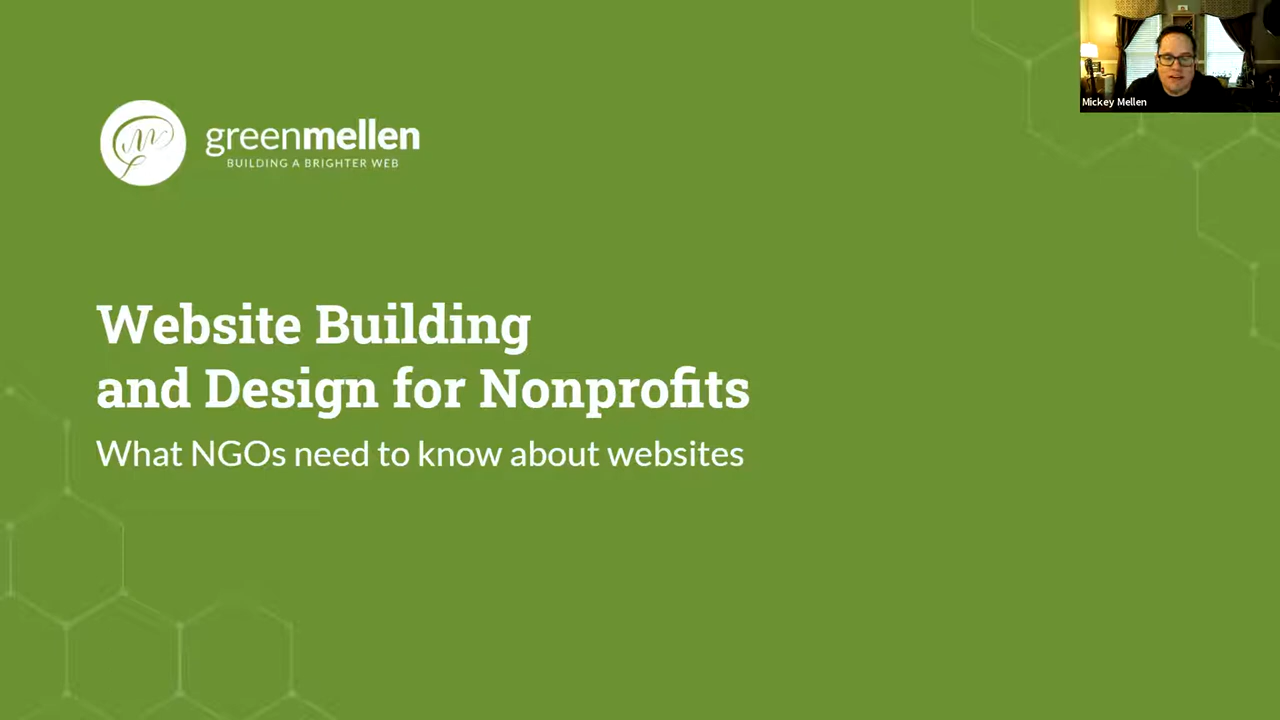 greenmellen
BUILDING A BRIGHTER WEB
Website Building
and Design for Nonprofits
What NGOs need to know about websites
Mickey Mellen